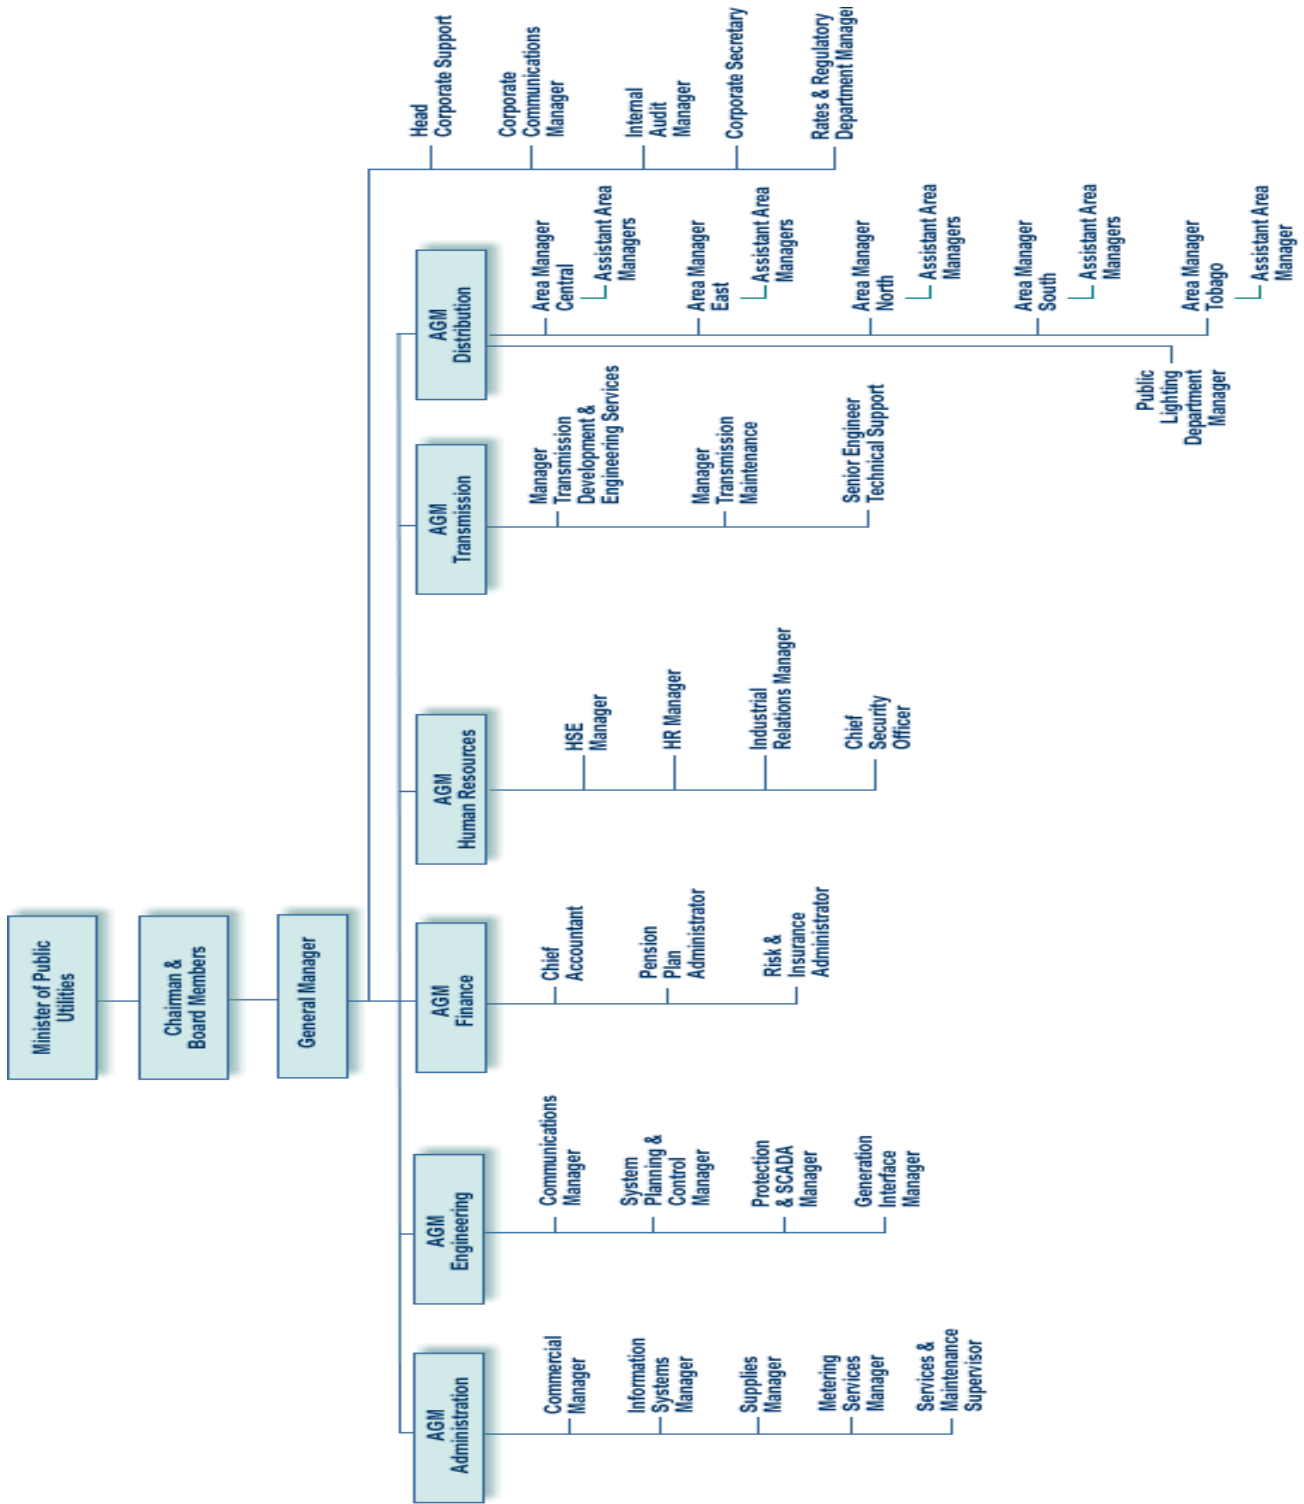 Minister of Public
Utilities
Chairman &
Board Members
General Manager
AGM
Administration
Commercial
Manager
Information
Systems
Manager
Supplies
Manager
Metering
Services
Manager
Services &
Maintenance
Supervisor
AGM
Engineering
Communications
Manager
System
Planning &
Control
Manager
Protection
& SCADA
Manager
Generation
Interface
Manager
AGM
Finance
Chief
Accountant
Pension
Plan
Administrator
Risk &
Insurance
Administrator
AGM
Human Resources
HSE
Manager
HR Manager
Industrial
Relations Manager
Chief
Security
Officer
AGM
Transmission
Manager
Transmission
Development &
Engineering Services
Manager
Transmission
Maintenance
Senior Engineer
Technical Support
AGM
Distribution
Area Manager
Central
Assistant Area
Managers
Area Manager
East
Assistant Area
Managers
Area Manager
North
Assistant Area
Managers
Area Manager
South
Assistant Area
Managers
Area Manager
Tobago
Assistant Area
Manager
Public
Lighting
Department
Manager
Head
Corporate Support
Corporate
Communications
Manager
Internal
Audit
Manager
Corporate Secretary
Rates & Regulatory
Department Manager